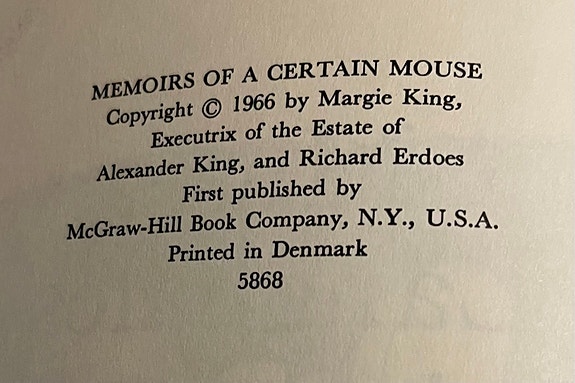 MEMOIRS OF A CERTAIN MOUSE
Copyright © 1966 by Margie King,
Executrix of the Estate of
Alexander King, and Richard Erdoes
First published by
McGraw-Hill Book Company, N.Y., U.S.A.
Printed in Denmark
5868